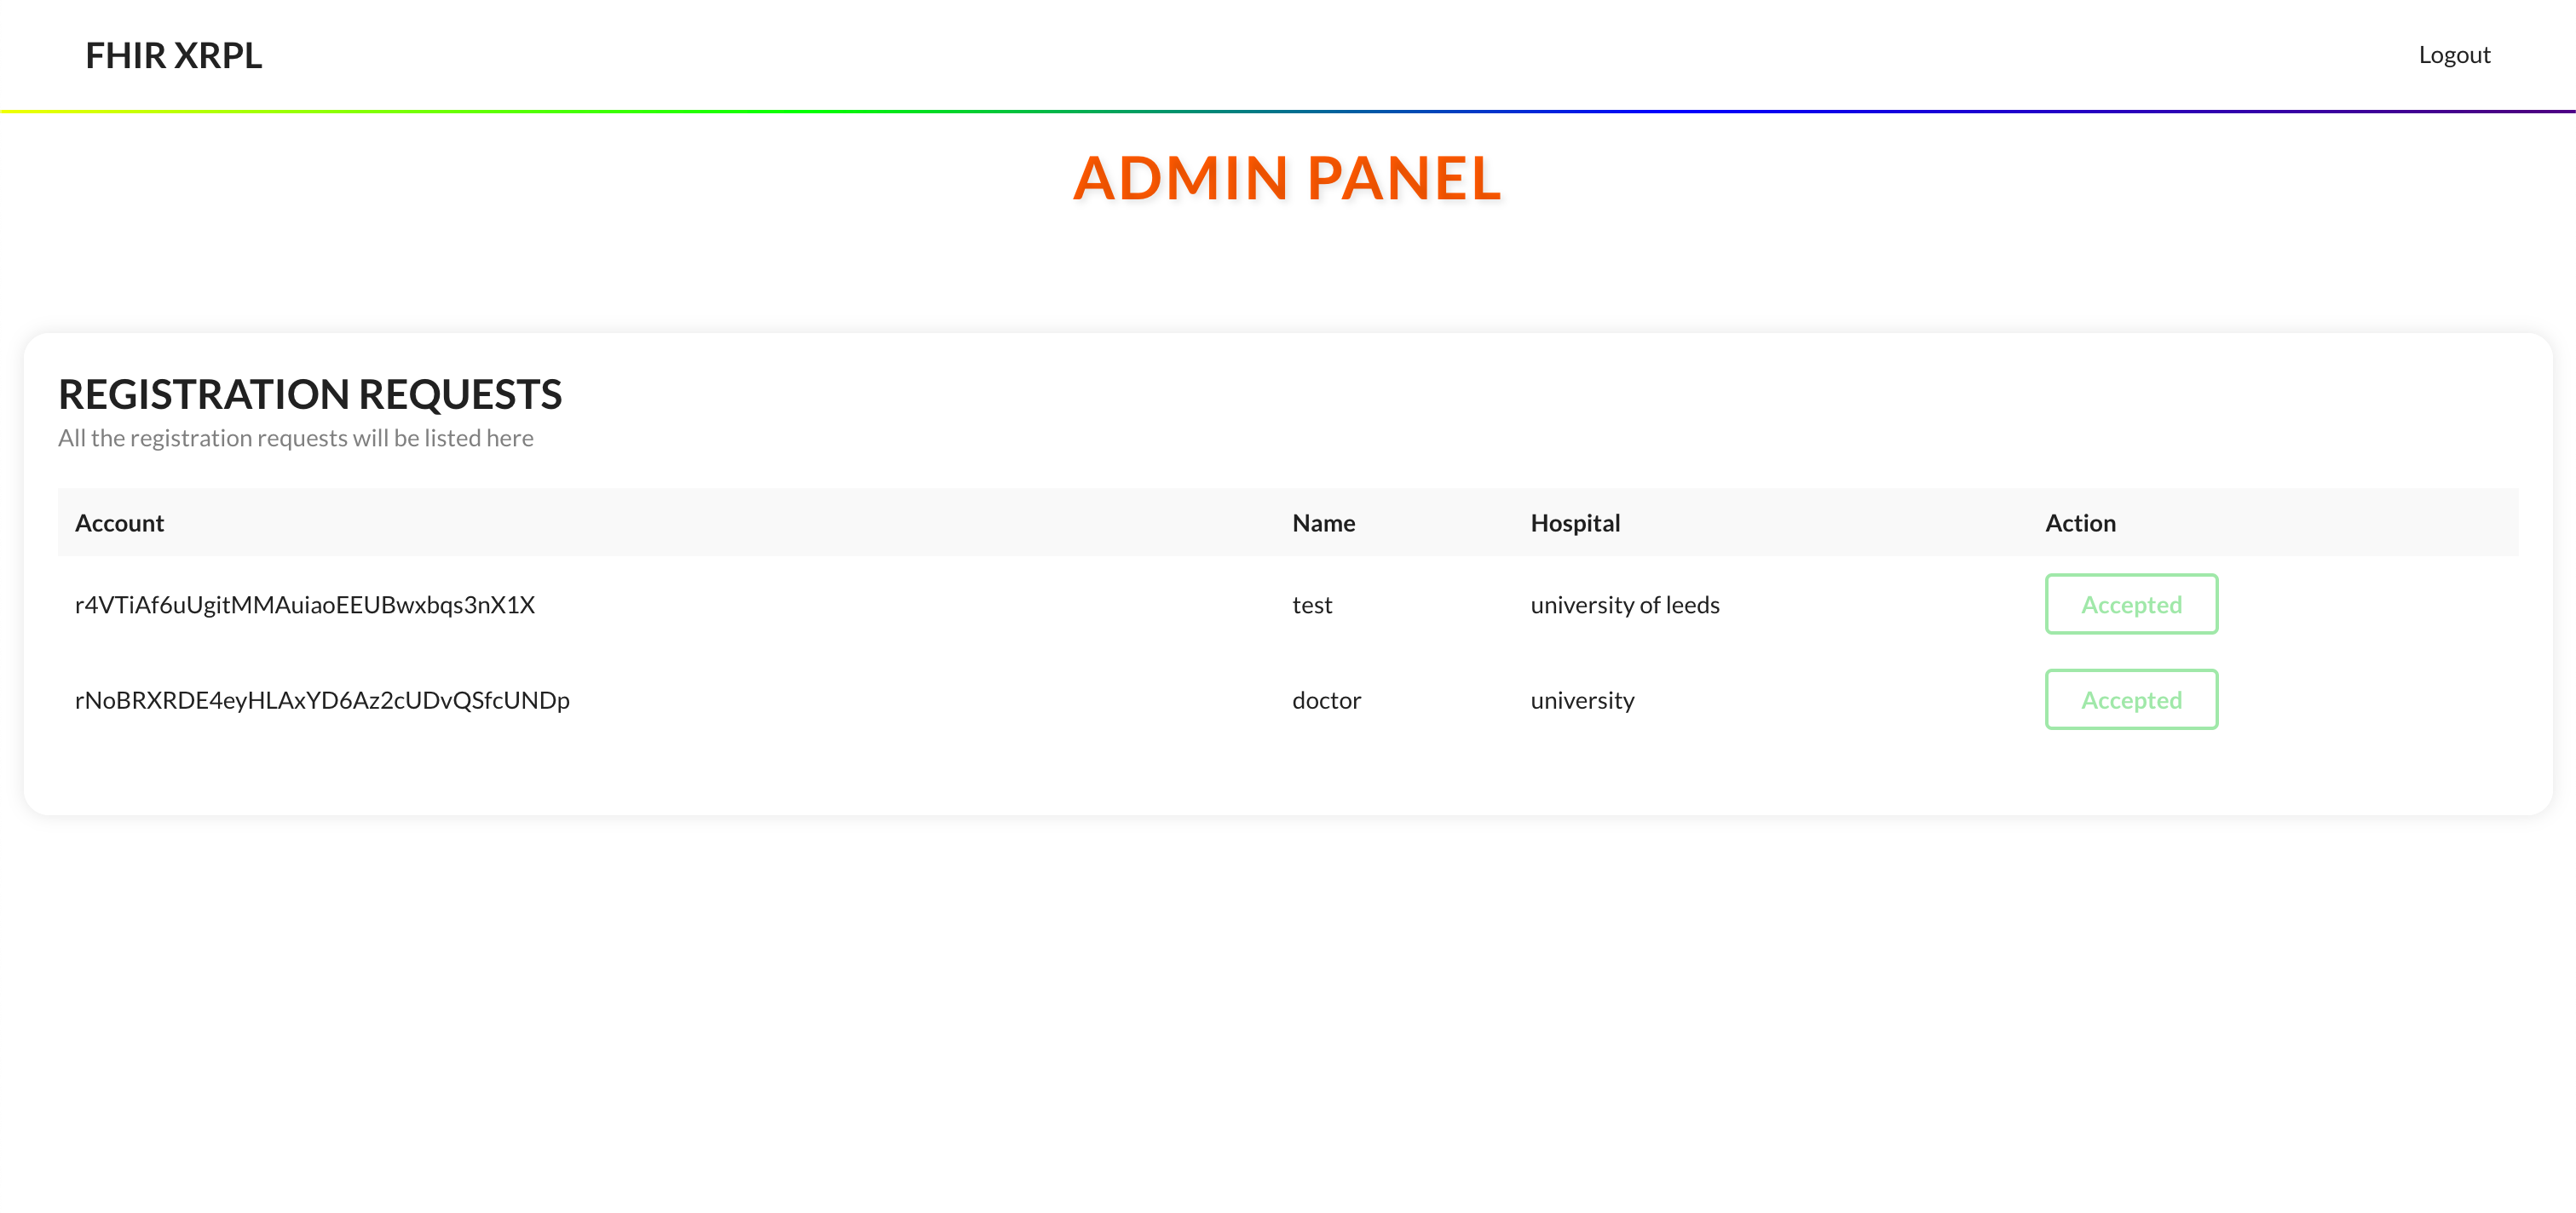 FHIR XRPL Logout
ADMIN PANEL
REGISTRATION REQUESTS
All the registration requests will be listed here
Account Name Hospital Action
r4VTiAf6uUgitMMAuiaoEEUBwxbqs3nX1X test university of leeds Accepted
rNoBRXRDE4eyHLAxYD6Az2cUDvQSfcUNDp doctor university Accepted